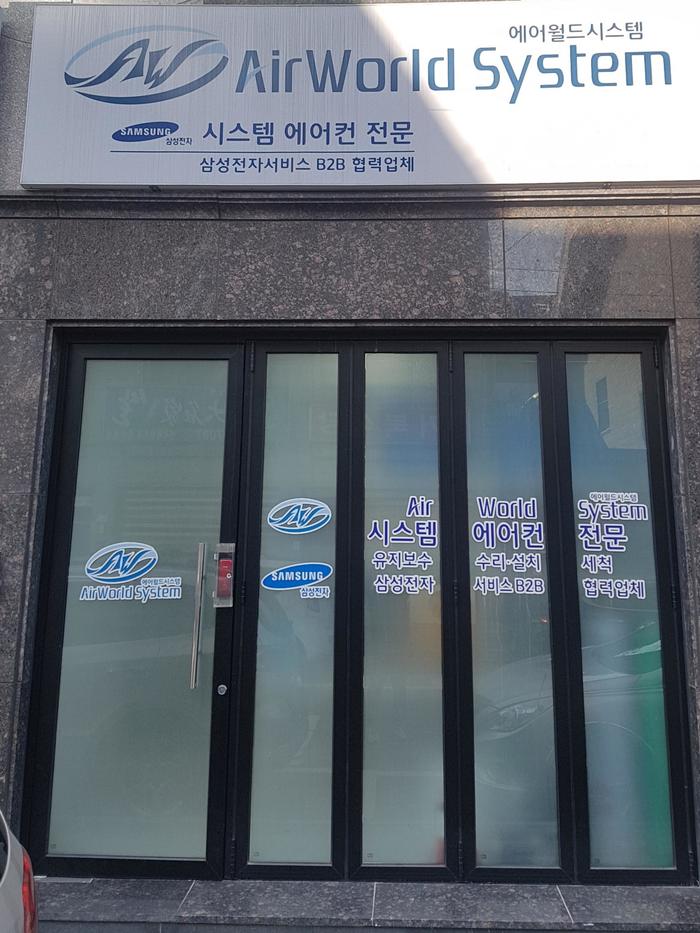 에어월드시스템
AW AirWorld System
SAMSUNG 삼성전자 시스템 에어컨 전문
삼성전자서비스 B2B 협력업체
AW
에어월드시스템
AirWorld System
AW
SAMSUNG
삼성전자
에어월드시스템
Air World System
시스템 에어컨 전문
유지보수 수리·설치 세척
삼성전자 서비스 B2B 협력업체